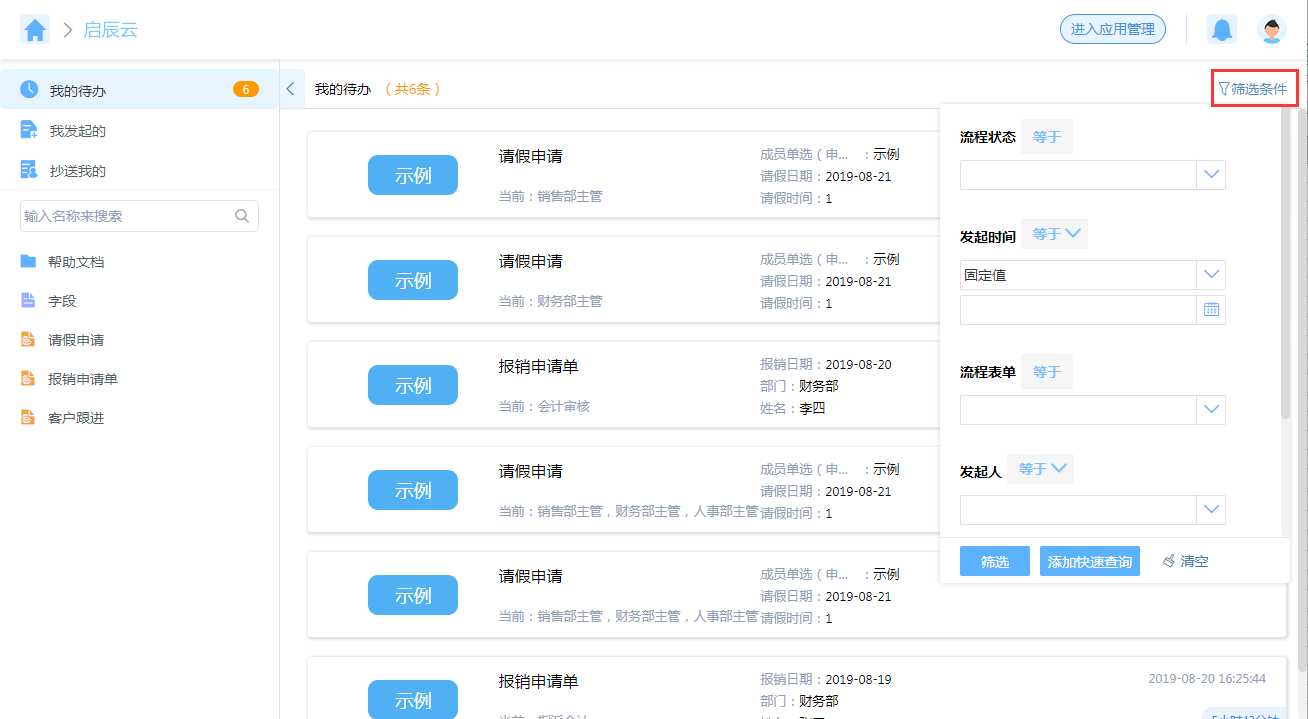 启辰云
进入应用管理
我的待办 6
我发起的
抄送我的
输入名称来搜索
帮助文档
字段
请假申请
报销申请单
客户跟进
我的待办 （共6条）
筛选条件
示例
请假申请
当前：销售部主管
成员单选（申... ：示例
请假日期：2019-08-21
请假时间：1
示例
请假申请
当前：财务部主管
成员单选（申... ：示例
请假日期：2019-08-21
请假时间：1
示例
报销申请单
当前：会计审核
报销日期：2019-08-20
部门：财务部
姓名：李四
示例
请假申请
当前：销售部主管，财务部主管，人事部主管
成员单选（申... ：示例
请假日期：2019-08-21
请假时间：1
示例
请假申请
当前：销售部主管，财务部主管，人事部主管
成员单选（申... ：示例
请假日期：2019-08-21
请假时间：1
示例
报销申请单
报销日期：2019-08-19
部门：财务部
2019-08-20 16:25:44
流程状态 等于
发起时间 等于
固定值
流程表单 等于
发起人 等于
筛选
添加快速查询
清空